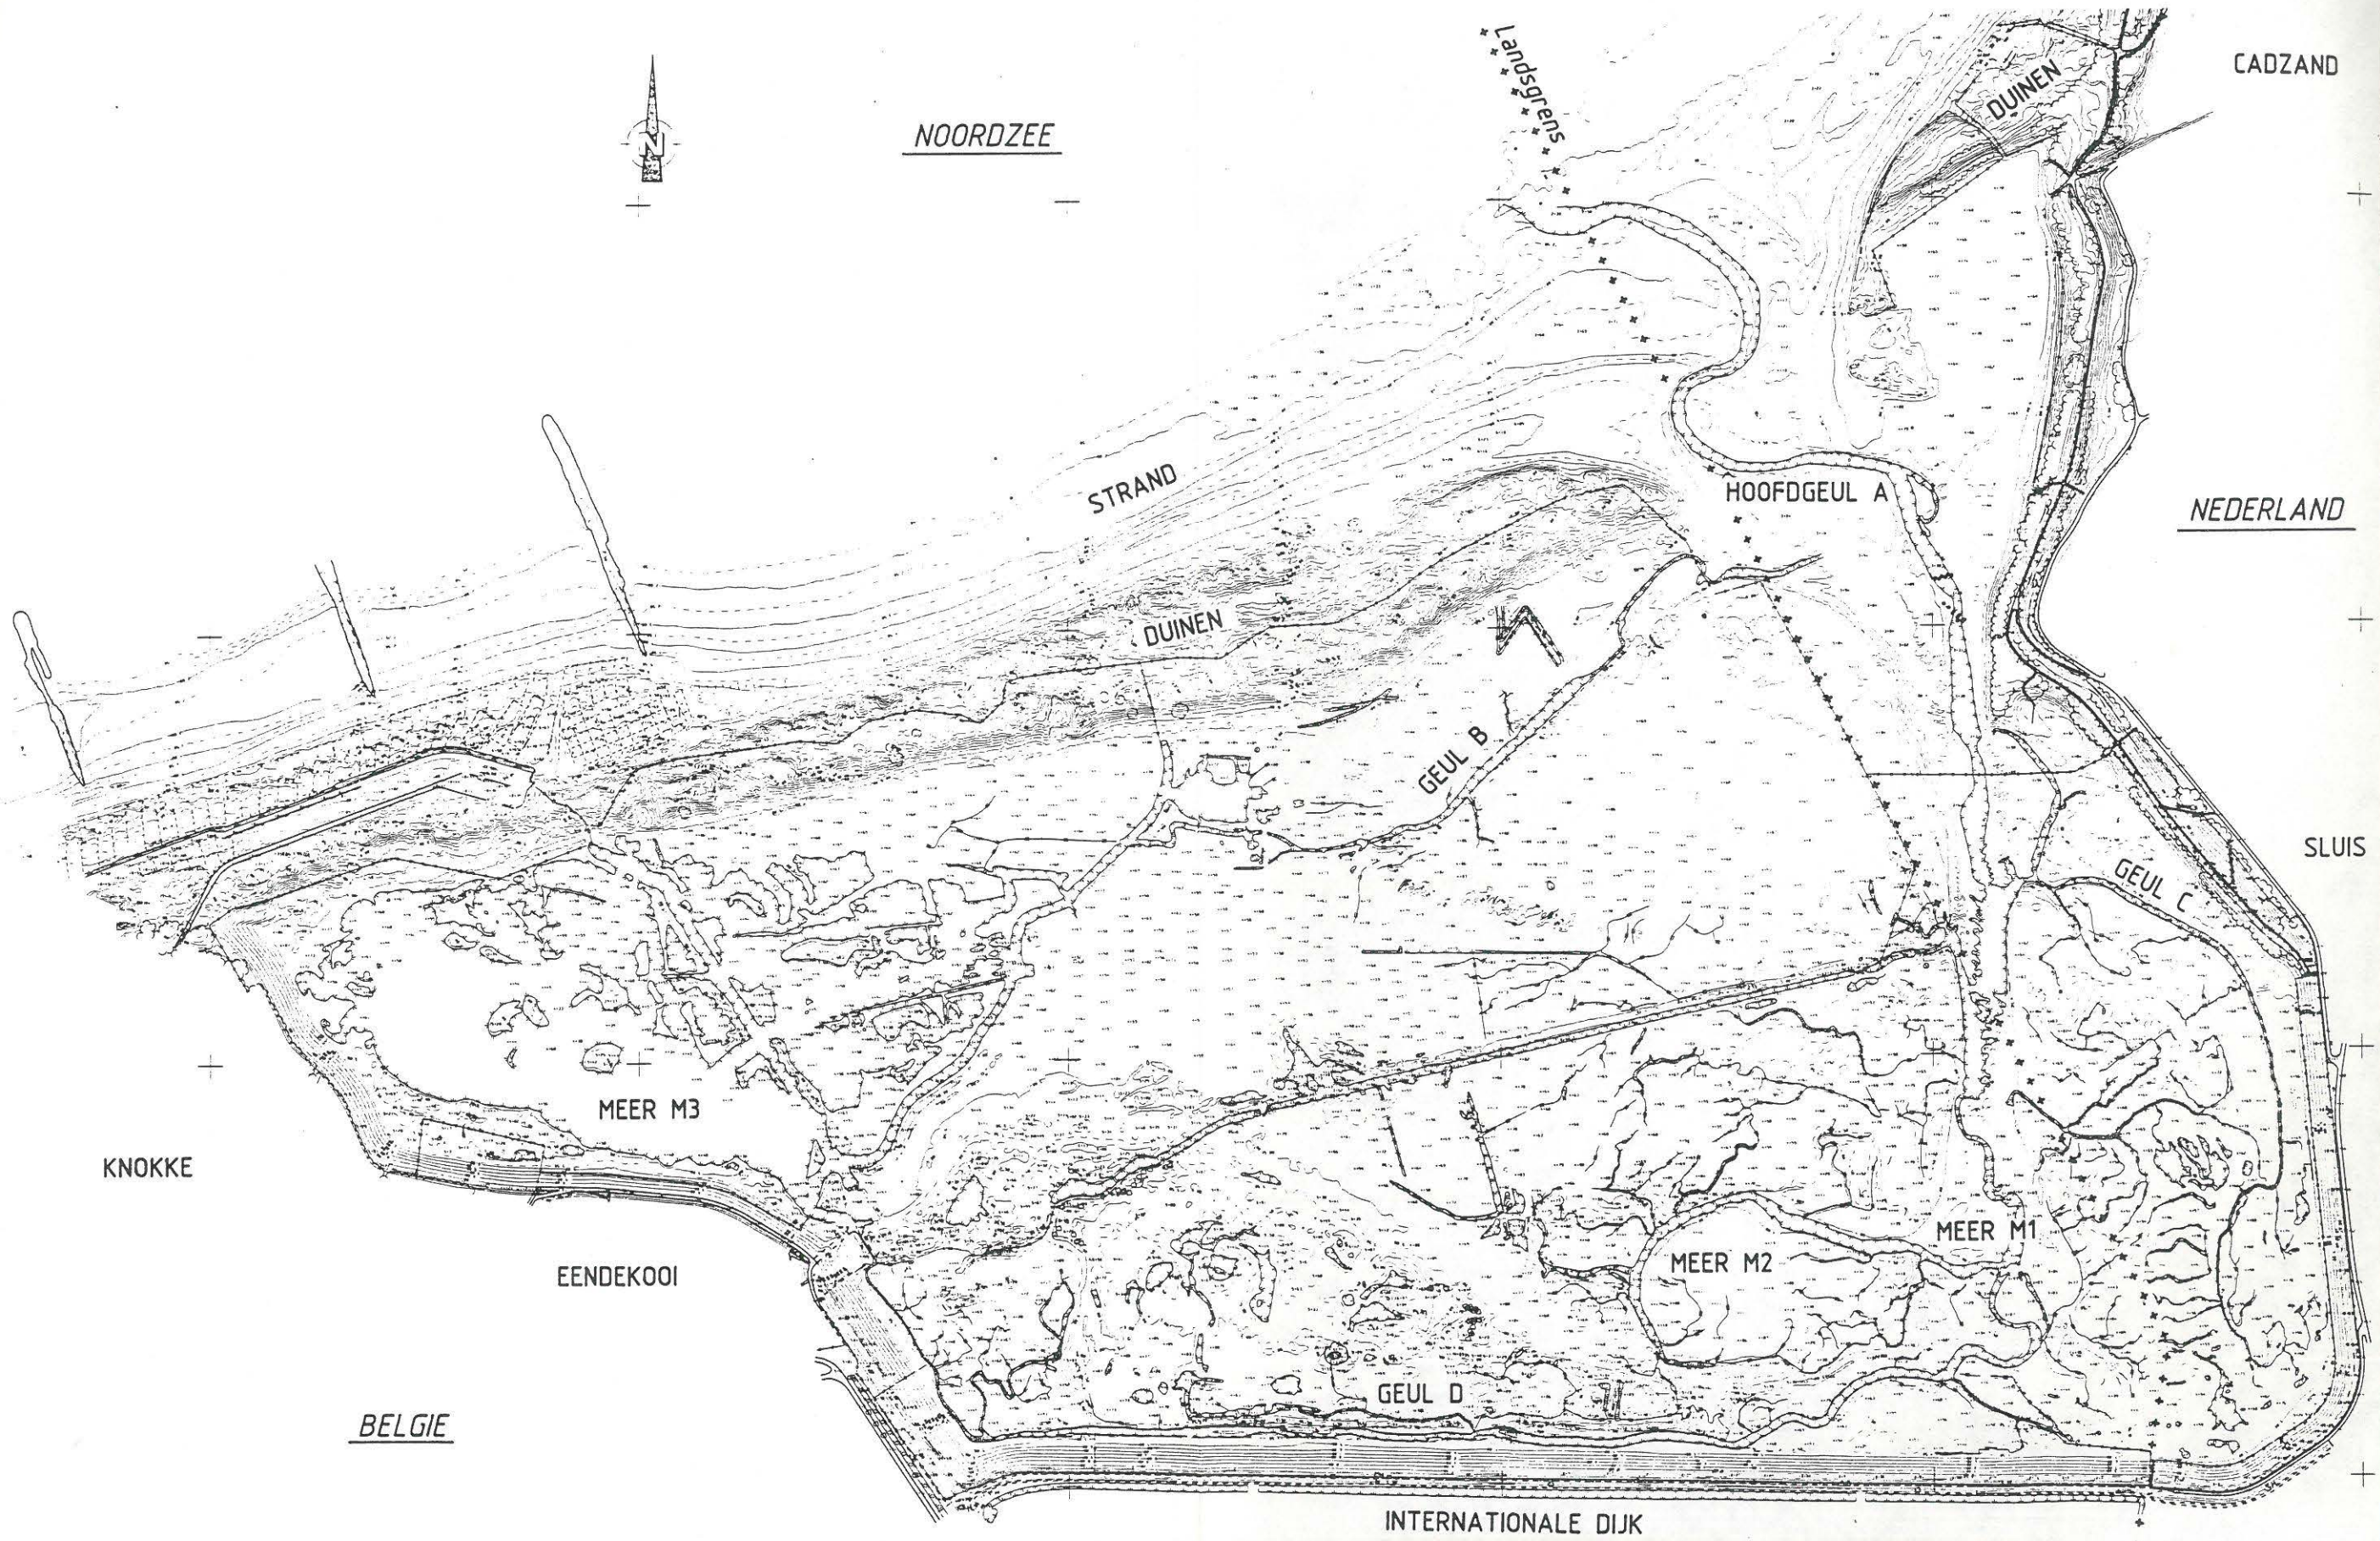 Landsgrens
CADZAND
DUINEN
N
NOORDZEE
STRAND
HOOFDGEUL A
NEDERLAND
DUINEN
GEUL B
SLUIS
GEUL C
MEER M3
KNOKKE
MEER M1
MEER M2
EENDEKOOI
GEUL D
BELGIE
INTERNATIONALE DIJK